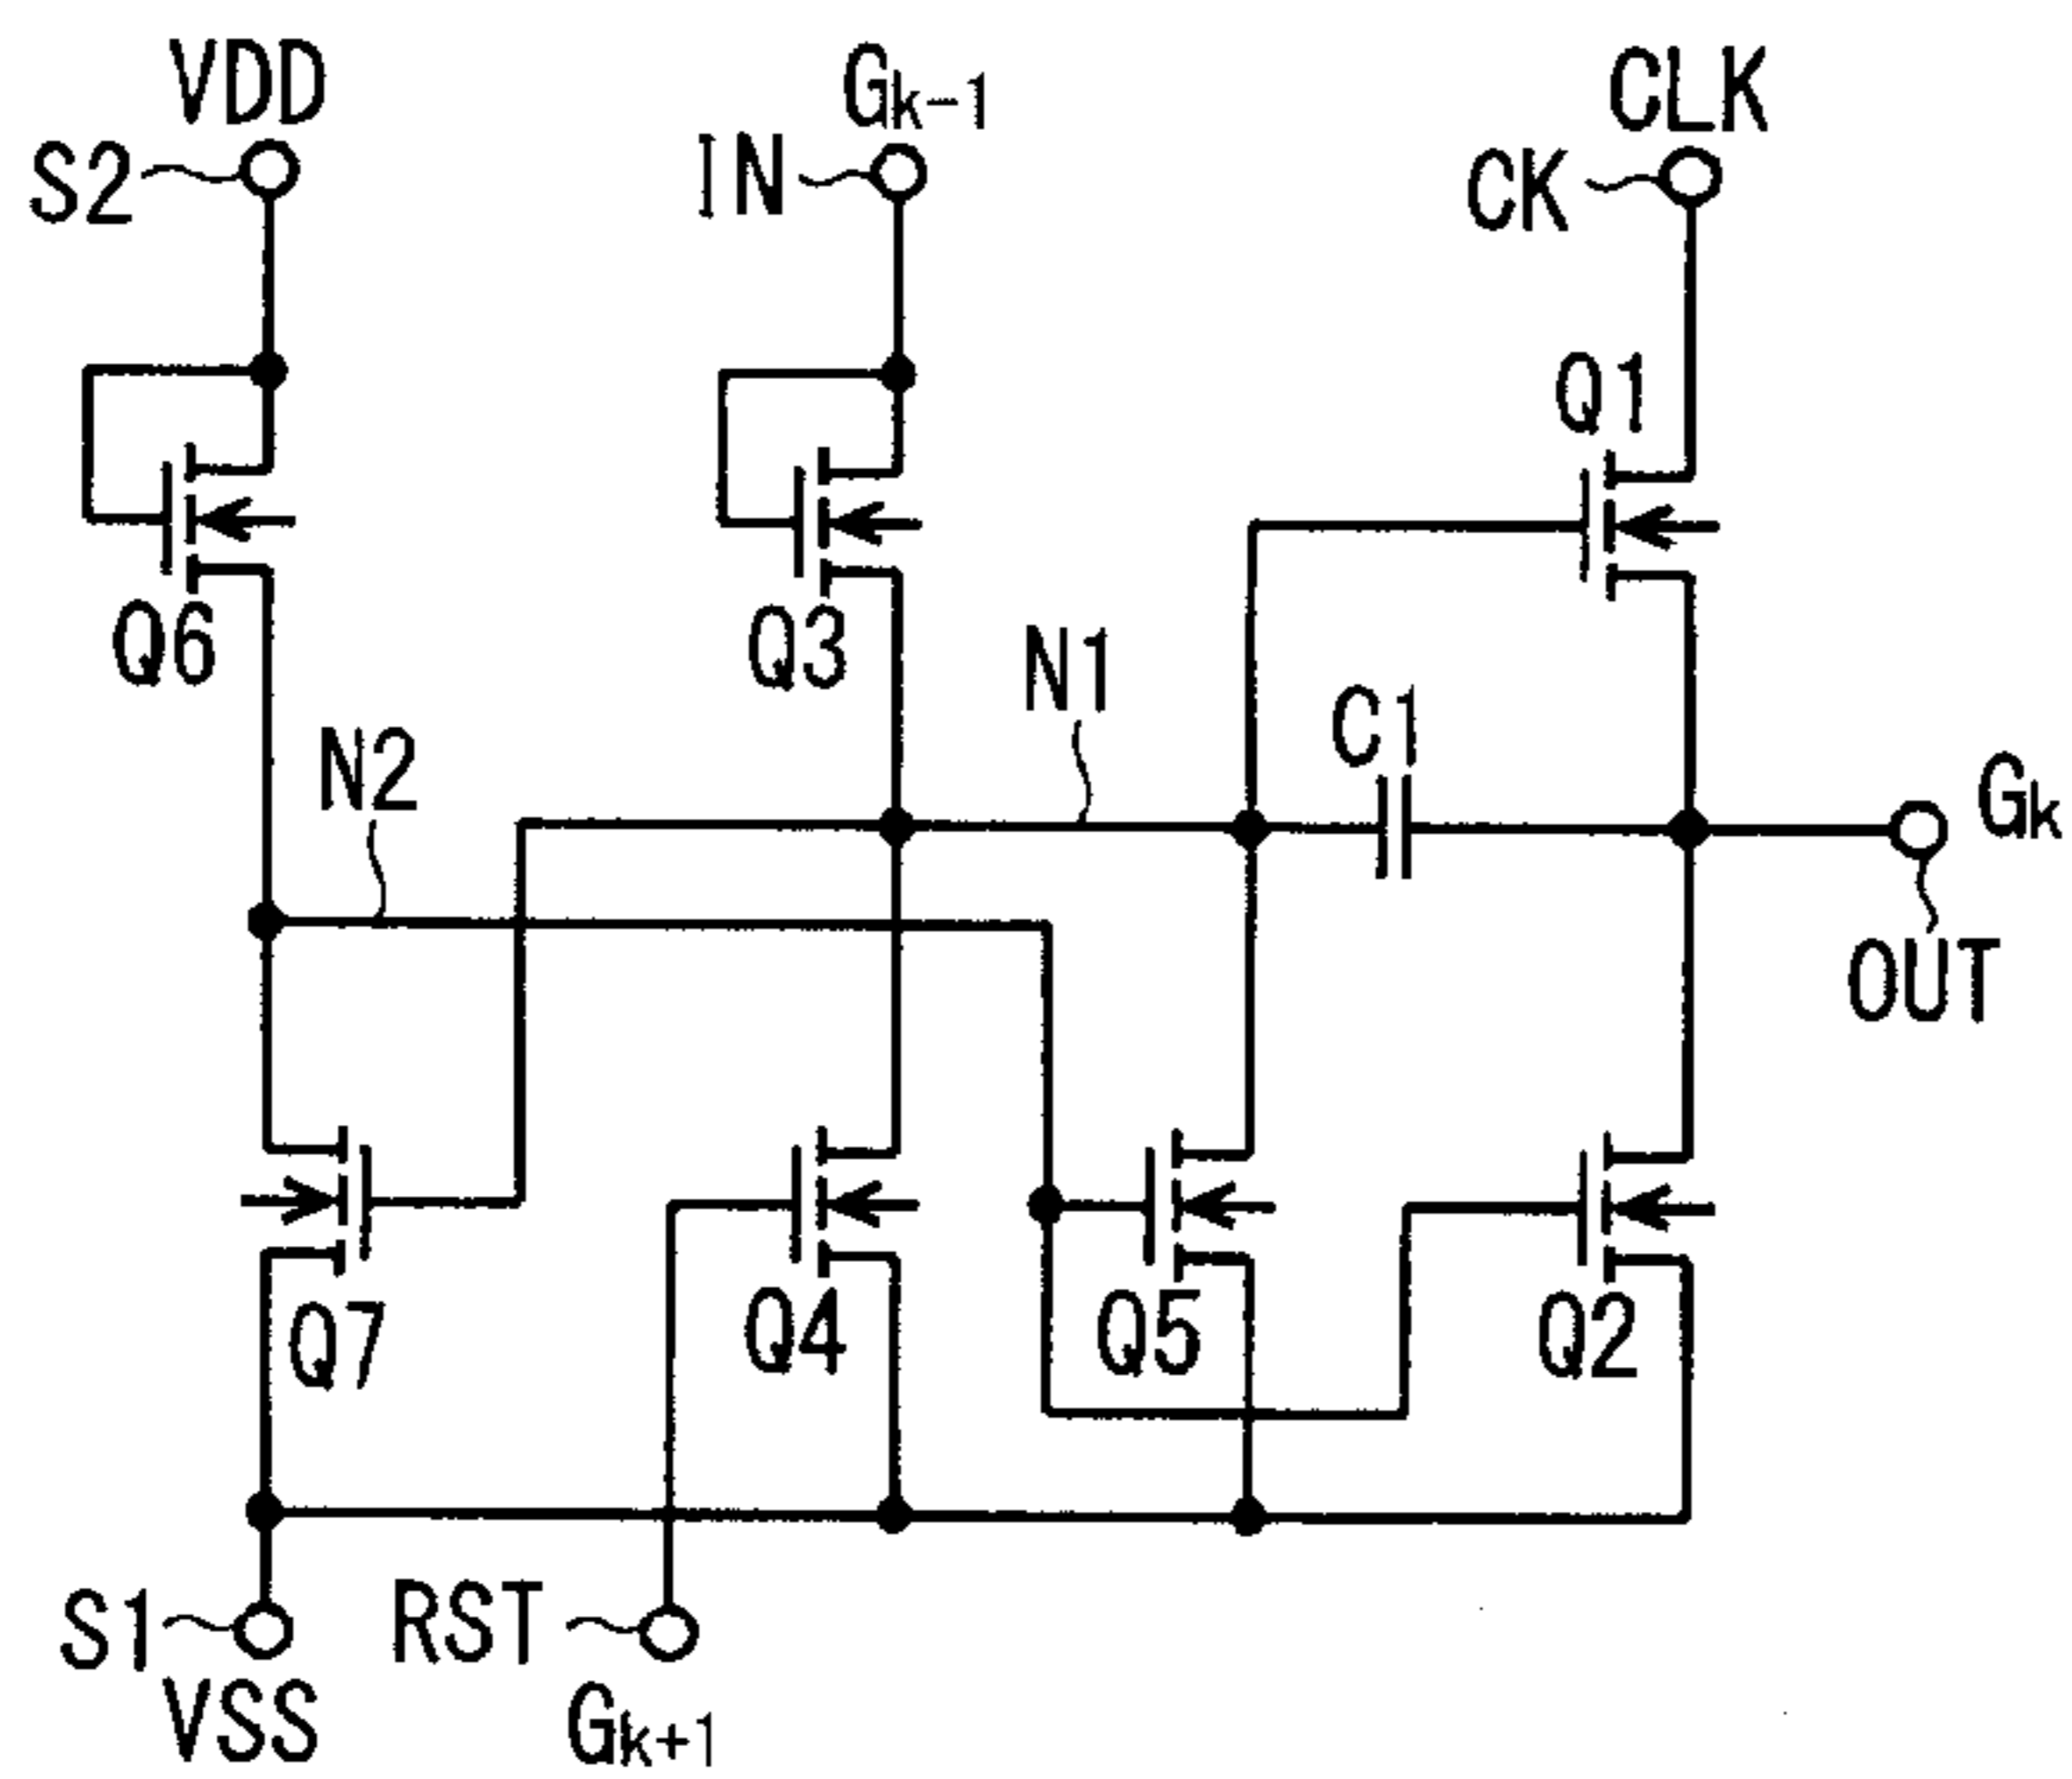 VDD
S2
Gk-1
IN
CLK
CK
Q1
Q6
Q3
N1
C1
N2
Gk
OUT
Q7
Q4
Q5
Q2
S1
VSS
RST
Gk+1